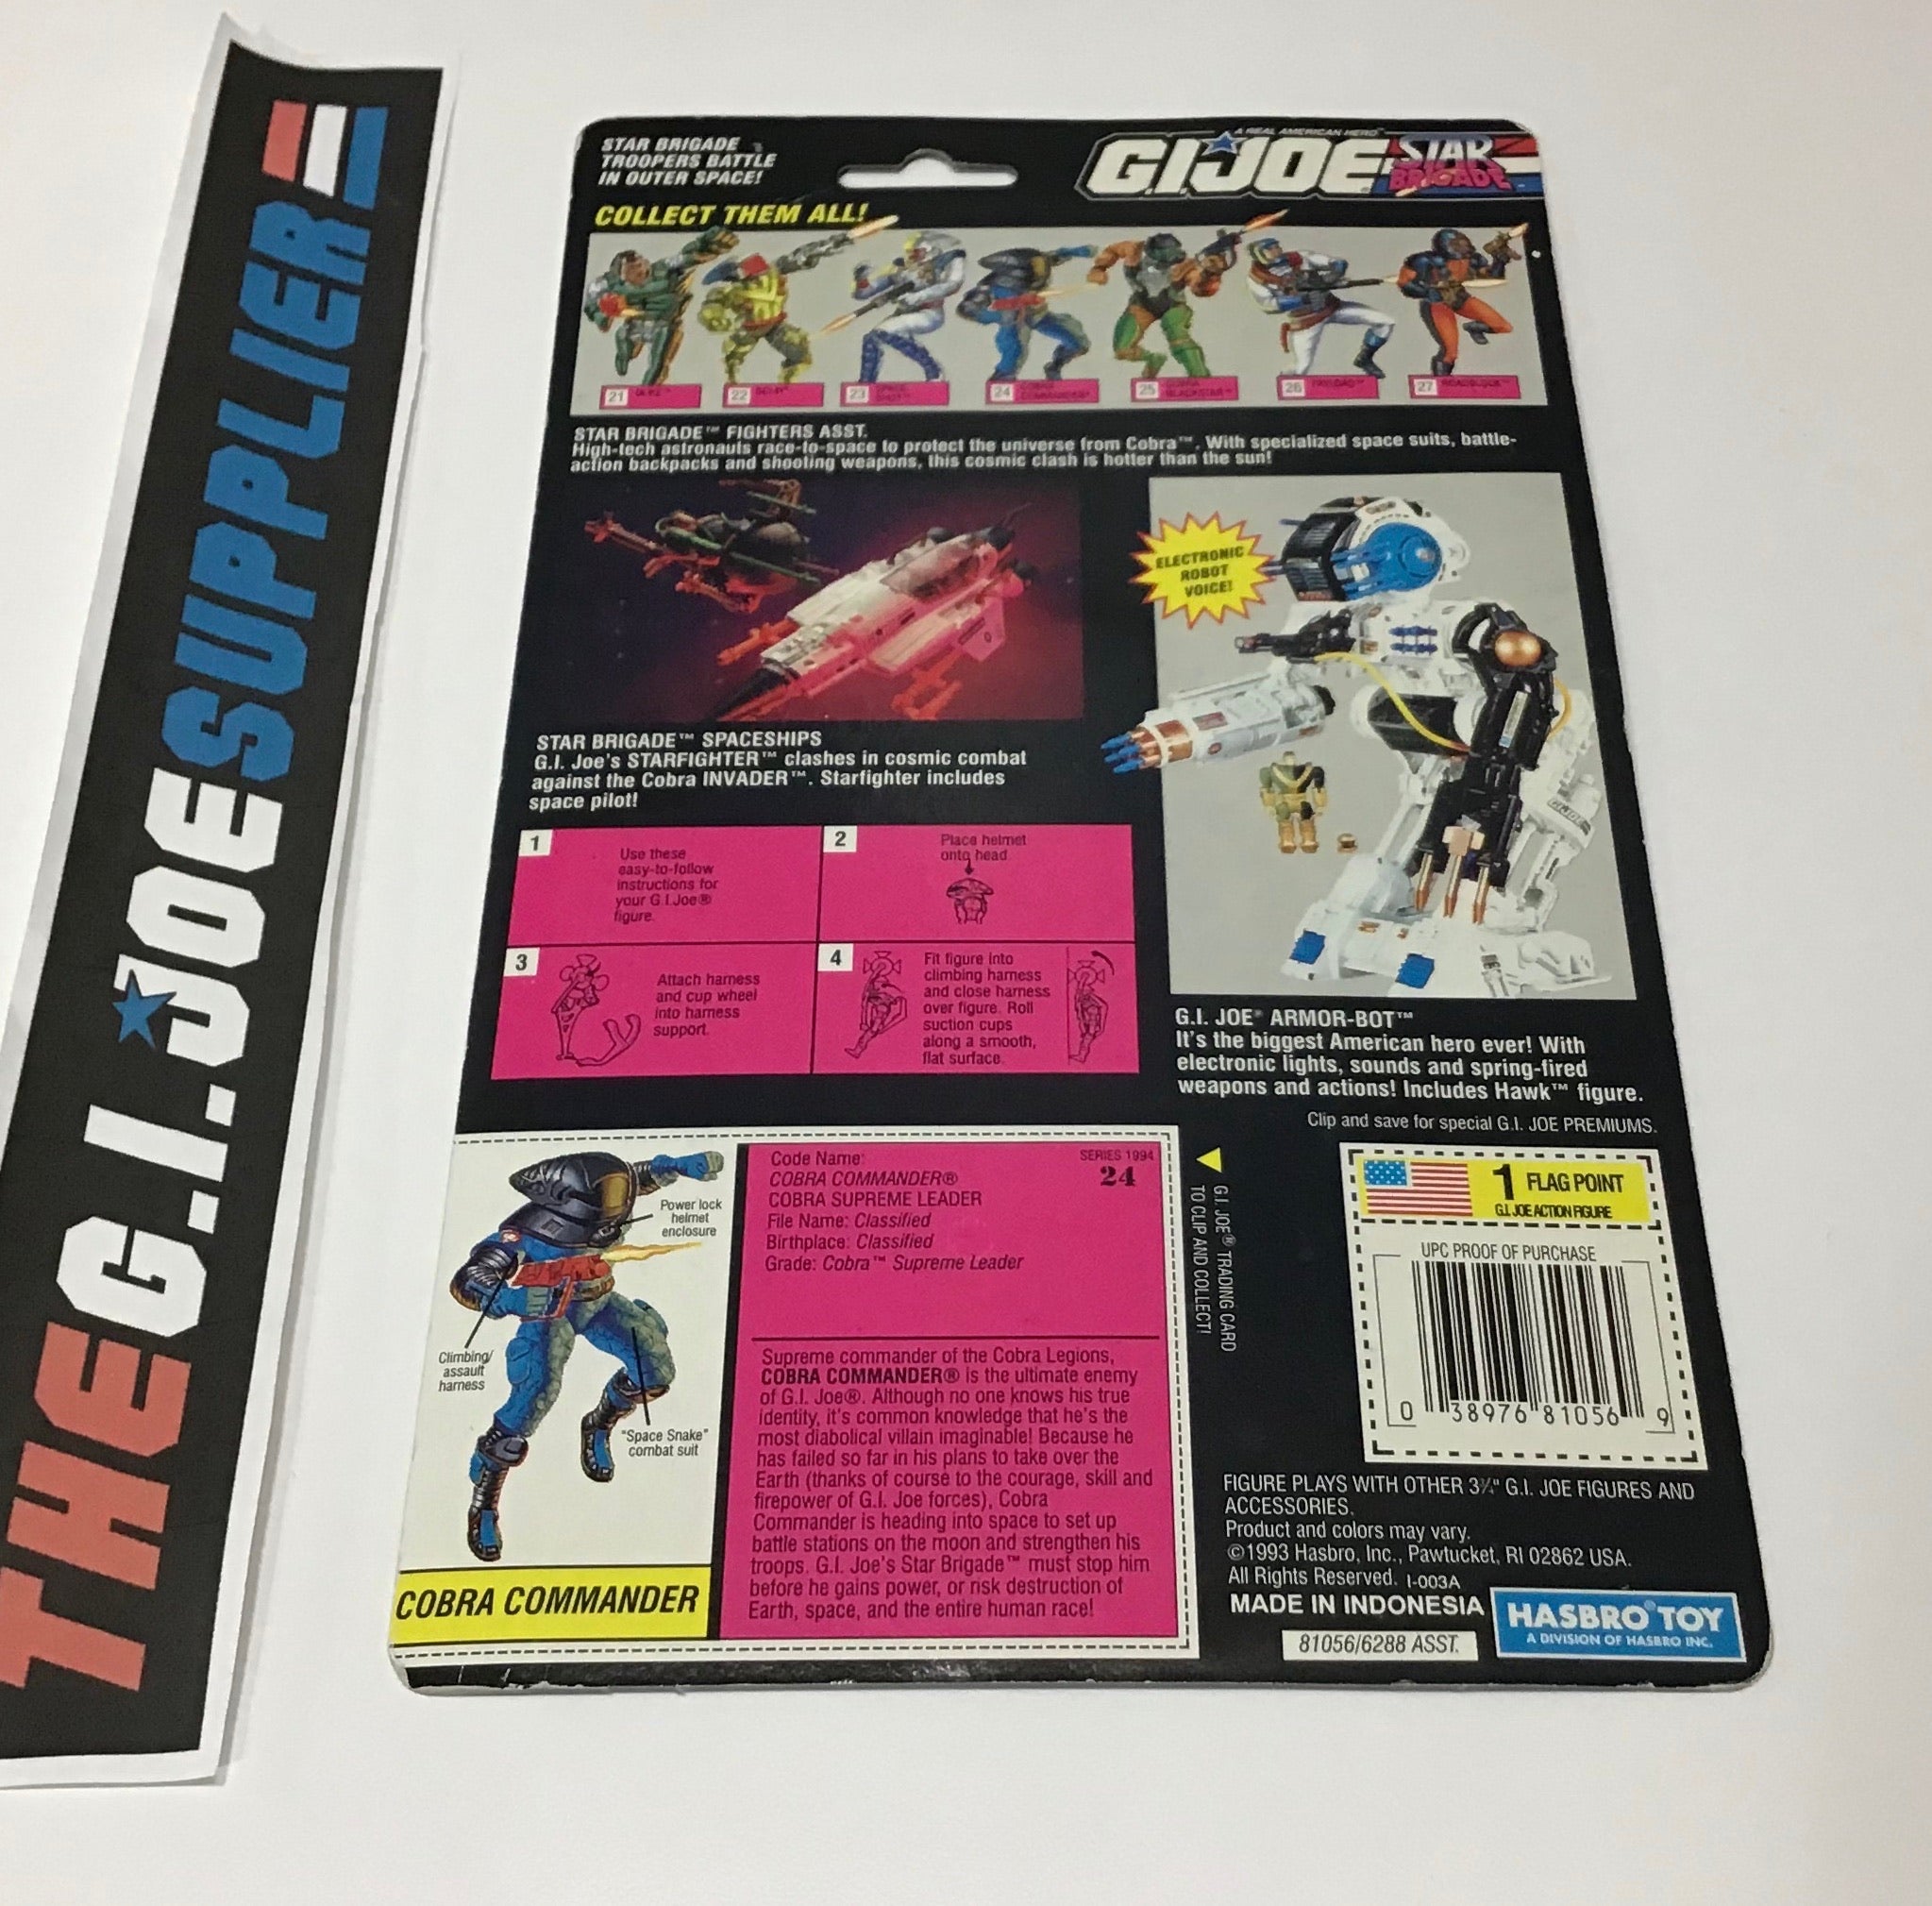 THEG.I.JOESUPPLIER
STAR BRIGADE
TROOPERS BATTLE
IN OUTER SPACE!
COLLECT THEM ALL!
A REAL AMERICAN HERO
G.I.JOE
STAR
BRIGADE
21
22
23
24
25
26 PAYLOAD™
27 ROADBLOCK™
STAR BRIGADE™ FIGHTERS ASST.
High-tech astronauts race-to-space to protect the universe from Cobra™. With specialized space suits, battle-
action backpacks and shooting weapons, this cosmic clash is hotter than the sun!
ELECTRONIC
ROBOT
VOICE!
STAR BRIGADE™ SPACESHIPS
G.I. Joe's STARFIGHTER™ clashes in cosmic combat
against the Cobra INVADER™. Starfighter includes
space pilot!
1
Use these
easy-to-follow
instructions for
your G.I.Joe®
figure.
2
Place helmet
onto head.
3
Attach harness
and cup wheel
into harness
support.
4
Fit figure into
climbing harness
and close harness
over figure. Roll
suction cups
along a smooth,
flat surface.
G.I. JOE® ARMOR-BOT™
It's the biggest American hero ever! With
electronic lights, sounds and spring-fired
weapons and actions! Includes Hawk™ figure.
Clip and save for special G.I. JOE PREMIUMS.
Power lock
helmet
enclosure
Climbing/
assault
harness
"Space Snake"
combat suit
COBRA COMMANDER
Code Name:
COBRA COMMANDER®
COBRA SUPREME LEADER
File Name: Classified
Birthplace: Classified
Grade: Cobra™ Supreme Leader
SERIES 1994
24
Supreme commander of the Cobra Legions,
COBRA COMMANDER® is the ultimate enemy
of G.I. Joe®. Although no one knows his true
identity, it's common knowledge that he's the
most diabolical villain imaginable! Because he
has failed so far in his plans to take over the
Earth (thanks of course to the courage, skill and
firepower of G.I. Joe forces), Cobra
Commander is heading into space to set up
battle stations on the moon and strengthen his
troops. G.I. Joe's Star Brigade™ must stop him
before he gains power, or risk destruction of
Earth, space, and the entire human race!
G.I. JOE® TRADING CARD
TO CLIP AND COLLECT!
1 FLAG POINT
G.I. JOE ACTION FIGURE
UPC PROOF OF PURCHASE
0 38976 81056 9
FIGURE PLAYS WITH OTHER 3¾" G.I. JOE FIGURES AND
ACCESSORIES.
Product and colors may vary.
©1993 Hasbro, Inc., Pawtucket, RI 02862 USA.
All Rights Reserved. I-003A
MADE IN INDONESIA
81056/6288 ASST.
HASBRO® TOY
A DIVISION OF HASBRO INC.